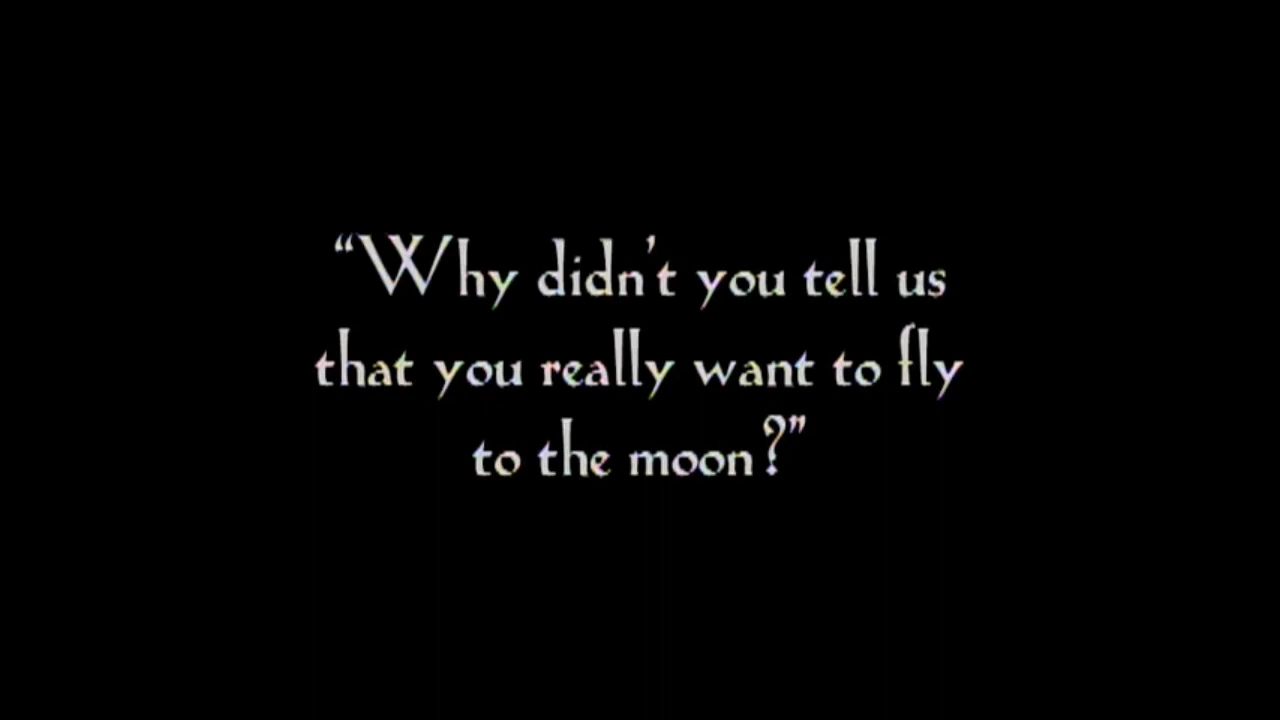 “Why didn't you tell us
that you really want to fly
to the moon?”